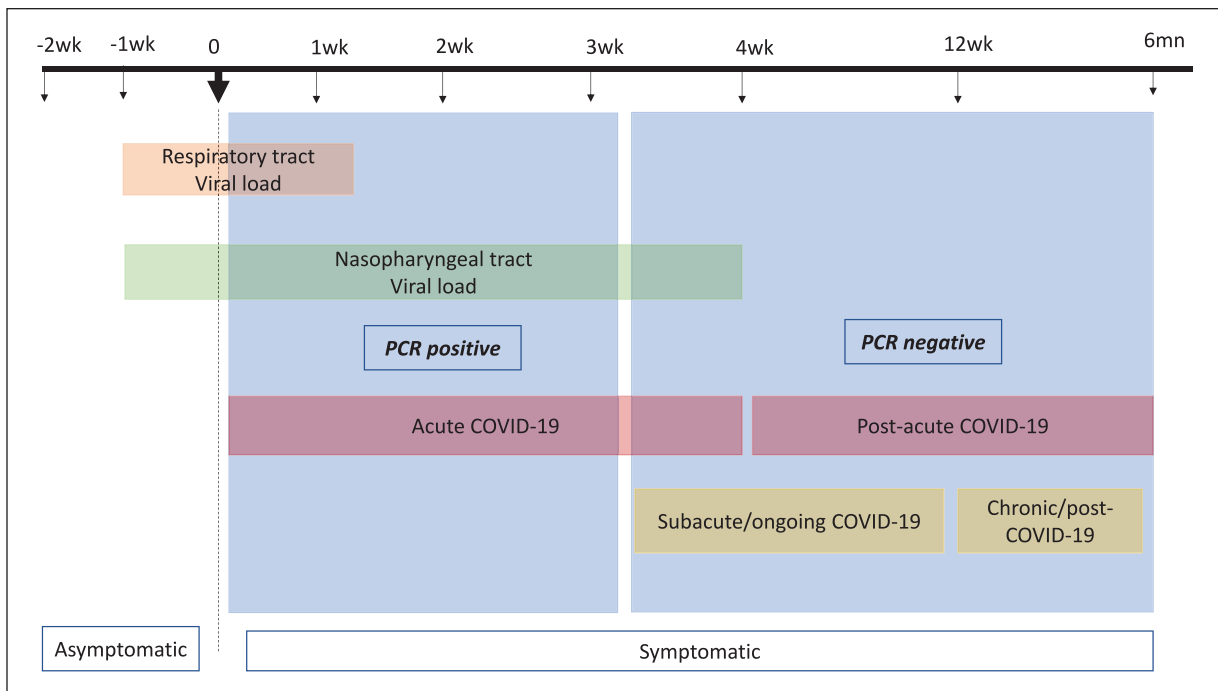 -2wk -1wk 0 1wk 2wk 3wk 4wk 12wk 6mn
Respiratory tract
Viral load
Nasopharyngeal tract
Viral load
PCR positive
PCR negative
Acute COVID-19
Post-acute COVID-19
Subacute/ongoing COVID-19
Chronic/post-
COVID-19
Asymptomatic
Symptomatic